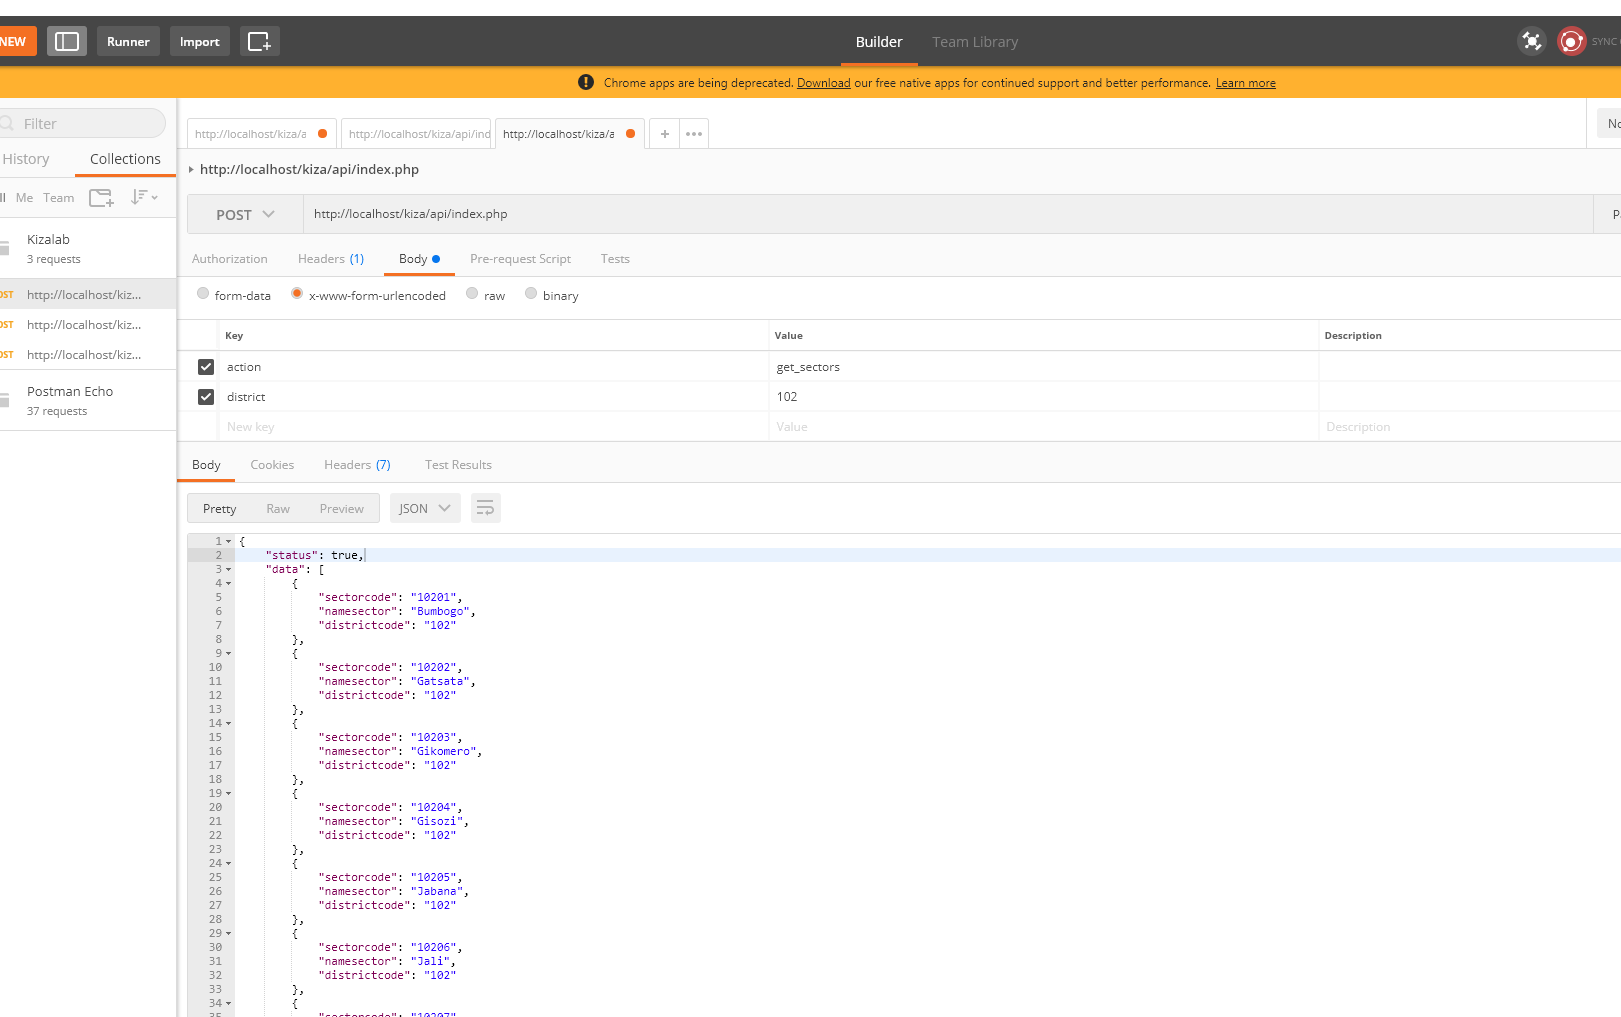 NEW
Runner
Import
Builder
Team Library
SYNC
Chrome apps are being deprecated. Download our free native apps for continued support and better performance. Learn more
Filter
History
Collections
Me
Team
Kizalab
3 requests
http://localhost/kiz...
http://localhost/kiz...
http://localhost/kiz...
Postman Echo
37 requests
http://localhost/kiza/a
http://localhost/kiza/api/ind
http://localhost/kiza/a
http://localhost/kiza/api/index.php
POST http://localhost/kiza/api/index.php
Authorization Headers (1) Body Pre-request Script Tests
form-data x-www-form-urlencoded raw binary
Key Value Description
action get_sectors
district 102
New key Value Description
Body Cookies Headers (7) Test Results
Pretty Raw Preview JSON
1 {
2 "status": true,
3 "data": [
4 {
5 "sectorcode": "10201",
6 "namesector": "Bumbogo",
7 "districtcode": "102"
8 },
9 {
10 "sectorcode": "10202",
11 "namesector": "Gatsata",
12 "districtcode": "102"
13 },
14 {
15 "sectorcode": "10203",
16 "namesector": "Gikomero",
17 "districtcode": "102"
18 },
19 {
20 "sectorcode": "10204",
21 "namesector": "Gisozi",
22 "districtcode": "102"
23 },
24 {
25 "sectorcode": "10205",
26 "namesector": "Jabana",
27 "districtcode": "102"
28 },
29 {
30 "sectorcode": "10206",
31 "namesector": "Jali",
32 "districtcode": "102"
33 },
34 {
35 "sectorcode": "10207"